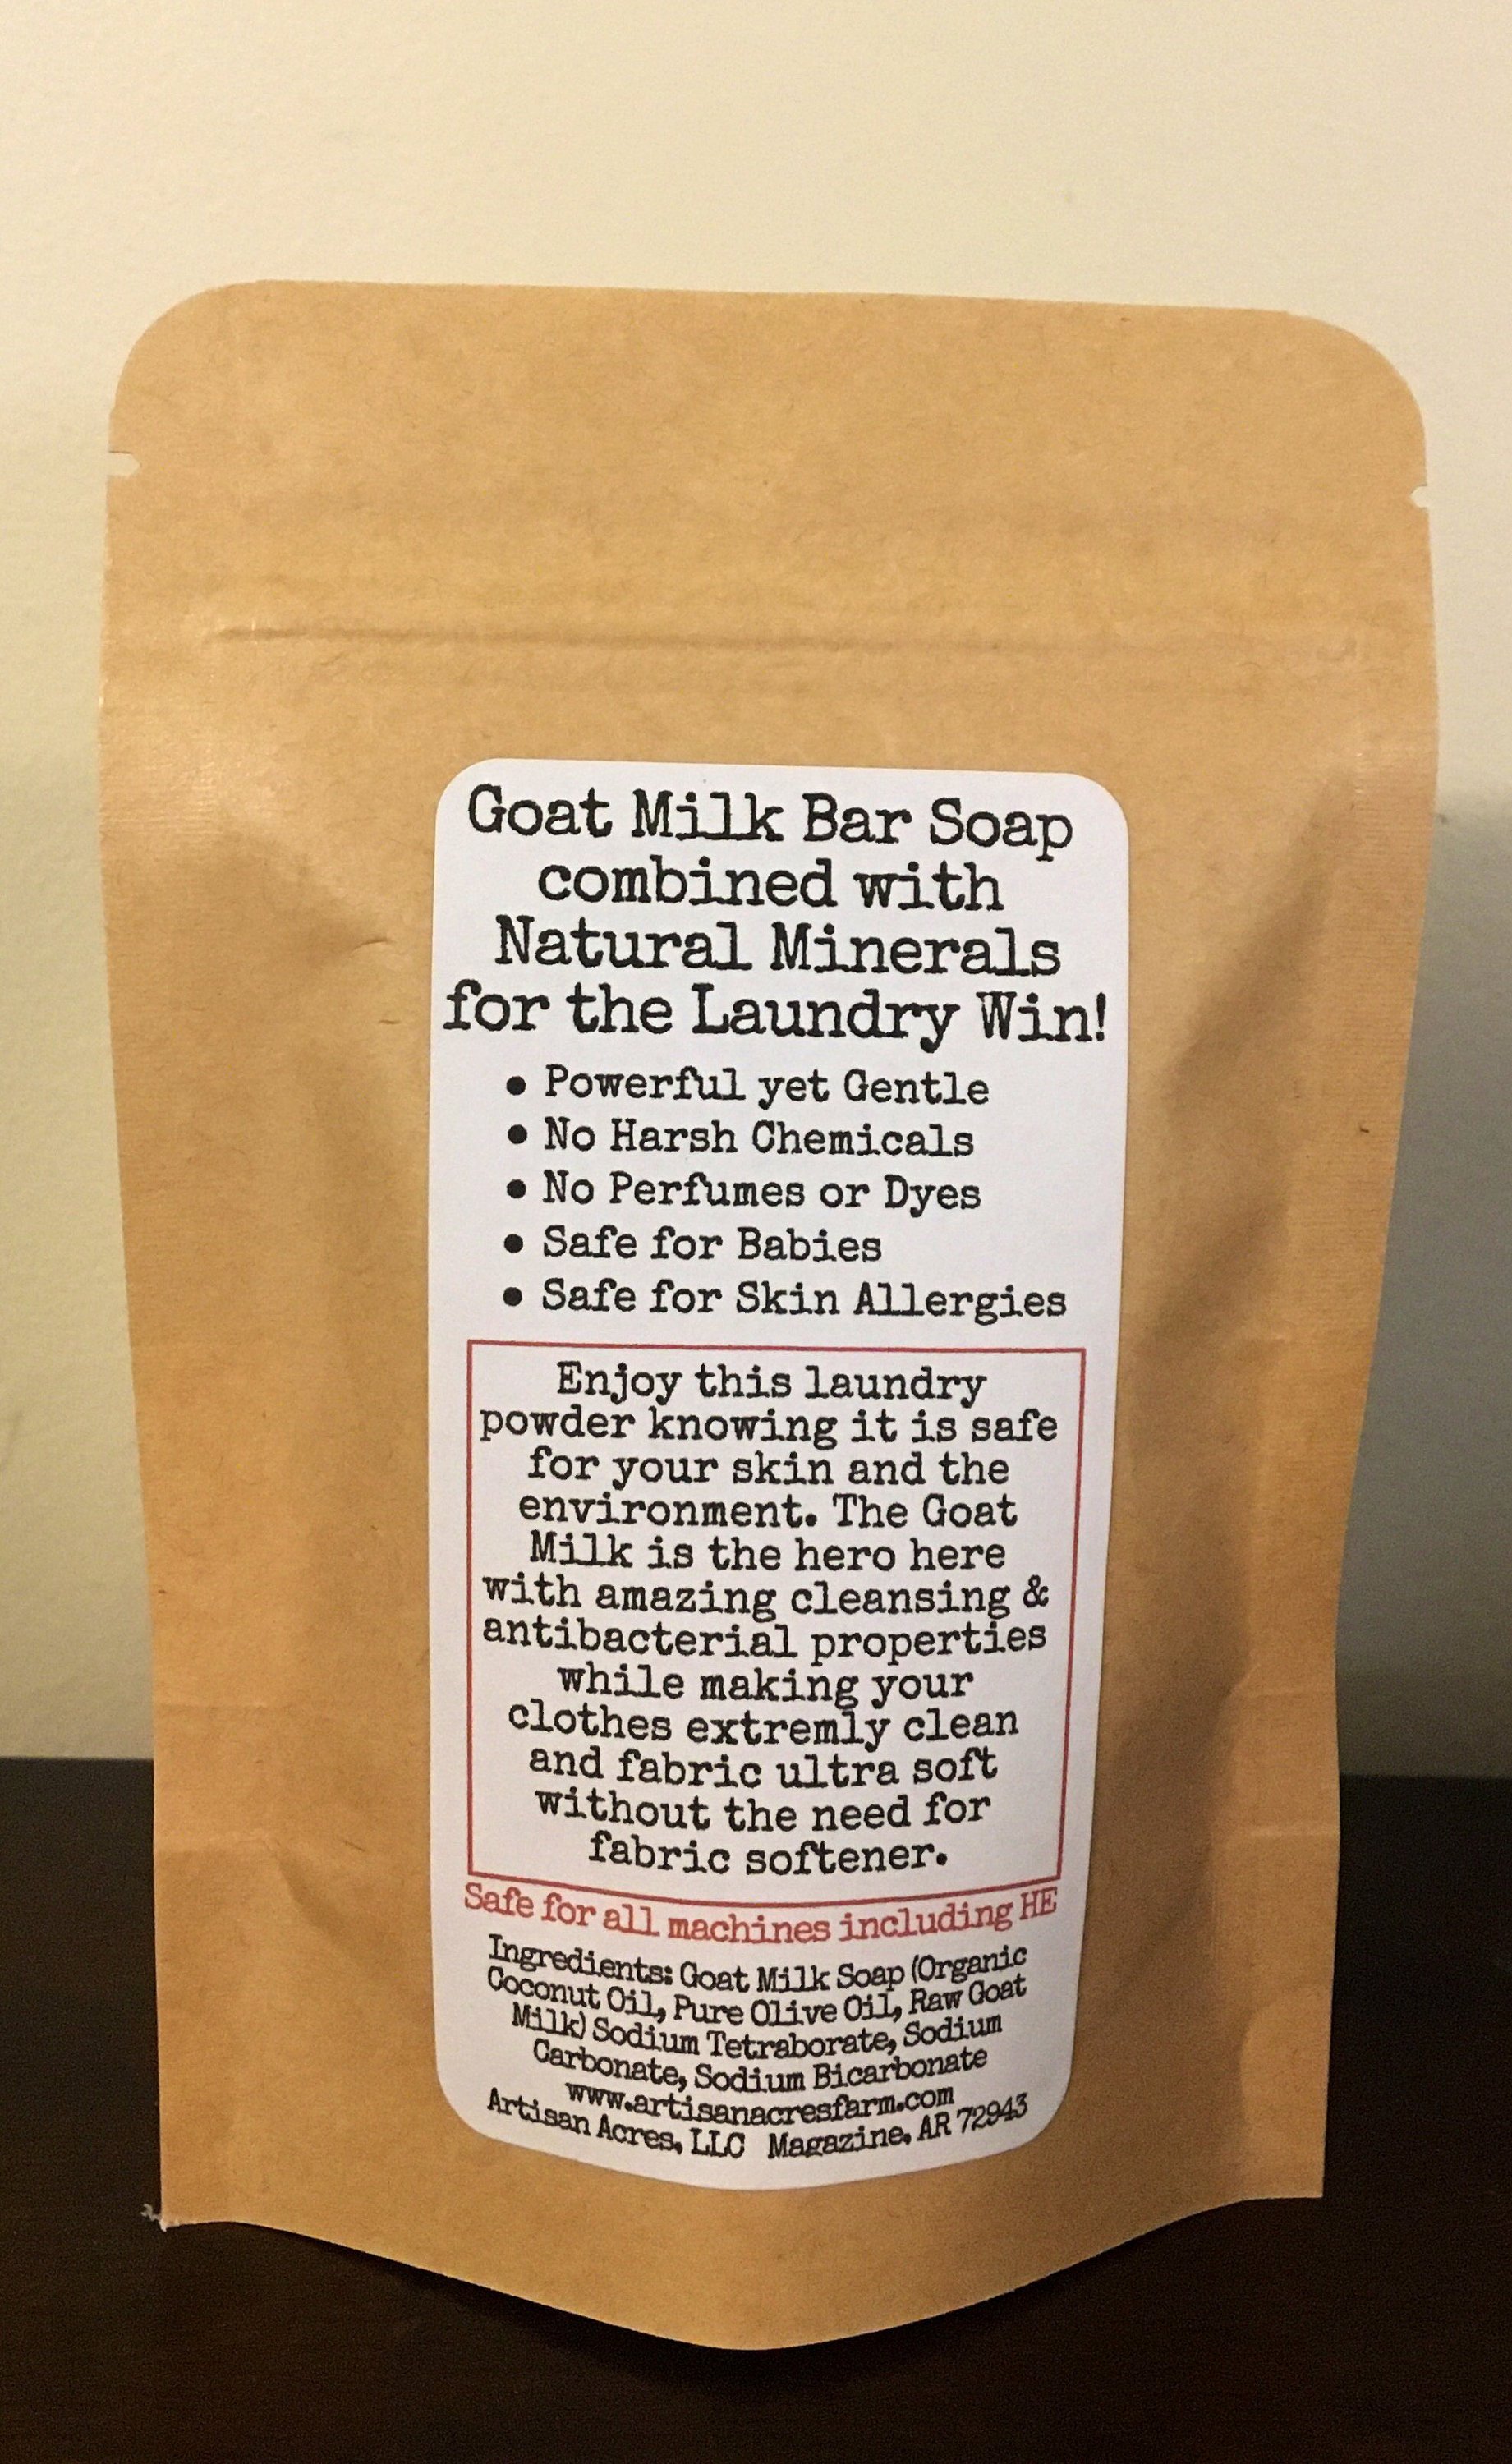 Goat Milk Bar Soap
combined with
Natural Minerals
for the Laundry Win!
• Powerful yet Gentle
• No Harsh Chemicals
• No Perfumes or Dyes
• Safe for Babies
• Safe for Skin Allergies
Enjoy this laundry
powder knowing it is safe
for your skin and the
environment. The Goat
Milk is the hero here
with amazing cleansing &
antibacterial properties
while making your
clothes extremly clean
and fabric ultra soft
without the need for
fabric softener.
Safe for all machines including HE
Ingredients: Goat Milk Soap (Organic
Coconut Oil, Pure Olive Oil, Raw Goat
Milk) Sodium Tetraborate, Sodium
Carbonate, Sodium Bicarbonate
www.artisanacresfarm.com
Artisan Acres, LLC Magazine, AR 72943